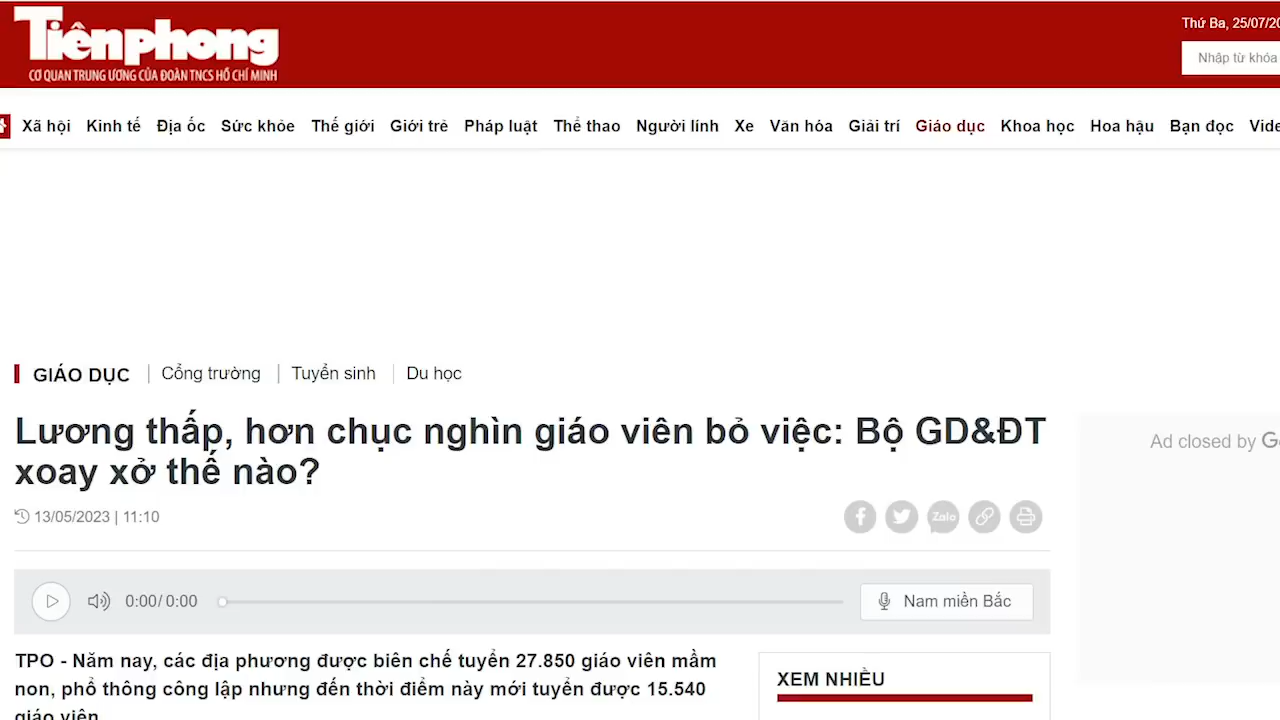 Tiênphong
CƠ QUAN TRUNG ƯƠNG CỦA ĐOÀN TNCS HỒ CHÍ MINH
Thứ Ba, 25/07/20
Nhập từ khóa
Xã hội Kinh tế Địa ốc Sức khỏe Thế giới Giới trẻ Pháp luật Thể thao Người lính Xe Văn hóa Giải trí Giáo dục Khoa học Hoa hậu Bạn đọc Vide
GIÁO DỤC Cổng trường Tuyển sinh Du học
Lương thấp, hơn chục nghìn giáo viên bỏ việc: Bộ GD&ĐT
xoay xở thế nào?
Ad closed by G
13/05/2023 | 11:10
Zalo
0:00/ 0:00
Nam miền Bắc
TPO - Năm nay, các địa phương được biên chế tuyển 27.850 giáo viên mầm
non, phổ thông công lập nhưng đến thời điểm này mới tuyển được 15.540
giáo viên
XEM NHIỀU